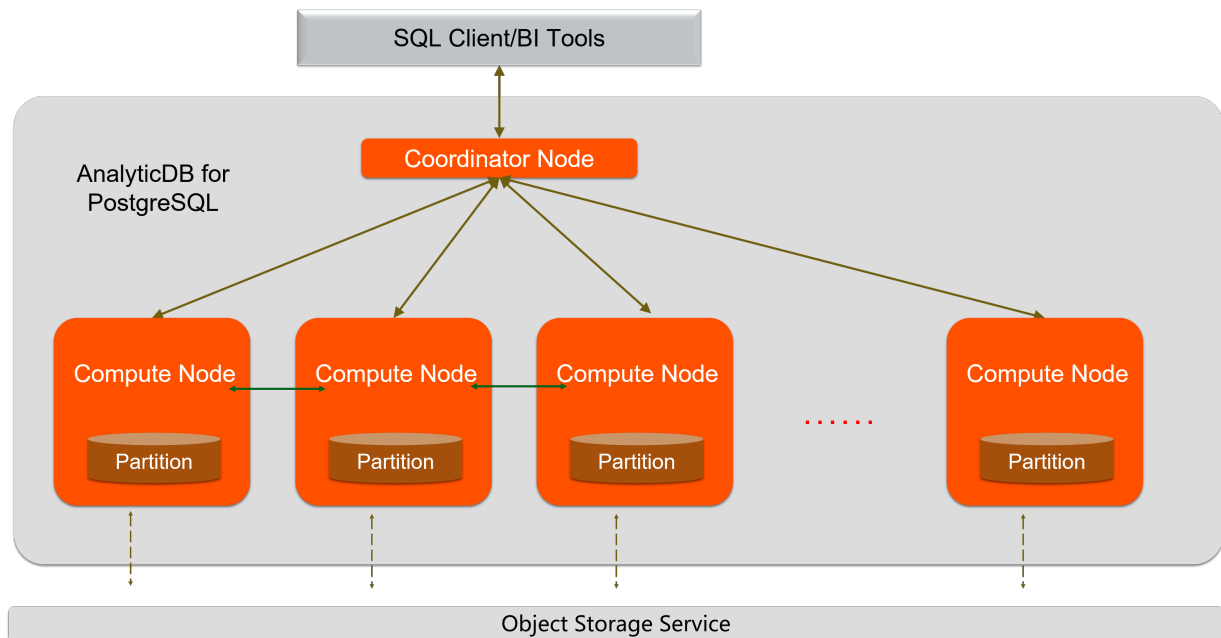 SQL Client/BI Tools
Coordinator Node
AnalyticDB for
PostgreSQL
Compute Node
Compute Node
Compute Node
Compute Node
......
Partition
Partition
Partition
Partition
Object Storage Service